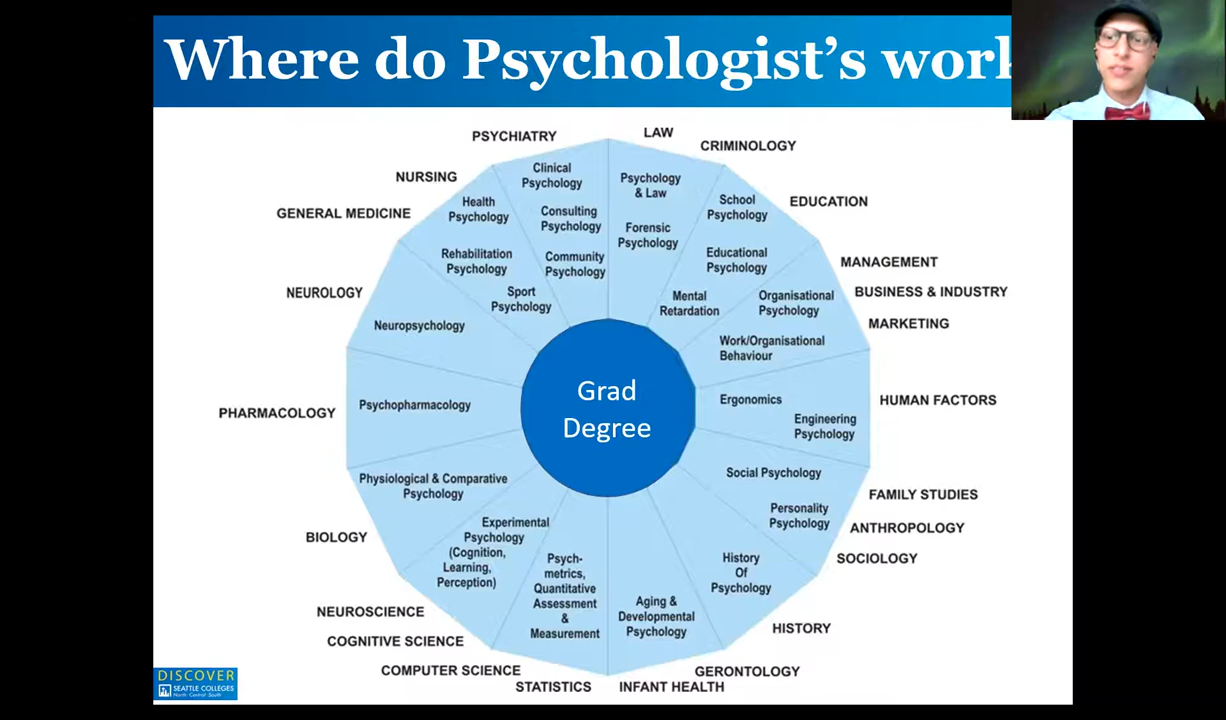 Where do Psychologist's work
PSYCHIATRY
LAW
CRIMINOLOGY
NURSING
EDUCATION
GENERAL MEDICINE
MANAGEMENT
BUSINESS & INDUSTRY
NEUROLOGY
MARKETING
PHARMACOLOGY
HUMAN FACTORS
FAMILY STUDIES
ANTHROPOLOGY
BIOLOGY
SOCIOLOGY
NEUROSCIENCE
HISTORY
COGNITIVE SCIENCE
COMPUTER SCIENCE
GERONTOLOGY
STATISTICS
INFANT HEALTH
Clinical
Psychology
Consulting
Psychology
Community
Psychology
Psychology
& Law
Forensic
Psychology
School
Psychology
Educational
Psychology
Mental
Retardation
Organisational
Psychology
Work/Organisational
Behaviour
Ergonomics
Engineering
Psychology
Social Psychology
Personality
Psychology
History
Of
Psychology
Aging &
Developmental
Psychology
Psych-
metrics,
Quantitative
Assessment
&
Measurement
Experimental
Psychology
(Cognition,
Learning,
Perception)
Physiological & Comparative
Psychology
Psychopharmacology
Neuropsychology
Health
Psychology
Rehabilitation
Psychology
Sport
Psychology
Grad
Degree
DISCOVER
SEATTLE COLLEGES
North Central South